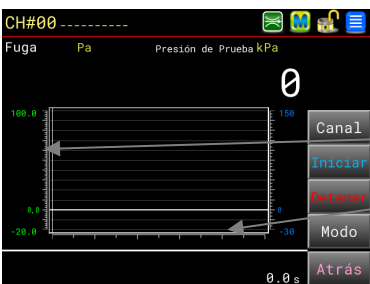 CH#00 ----------
M
Fuga Pa Presión de Prueba kPa
0
100.0 150
Canal
Iniciar
Detener
0,0 0
-20.0 -30
Modo
Atrás
0.0 s